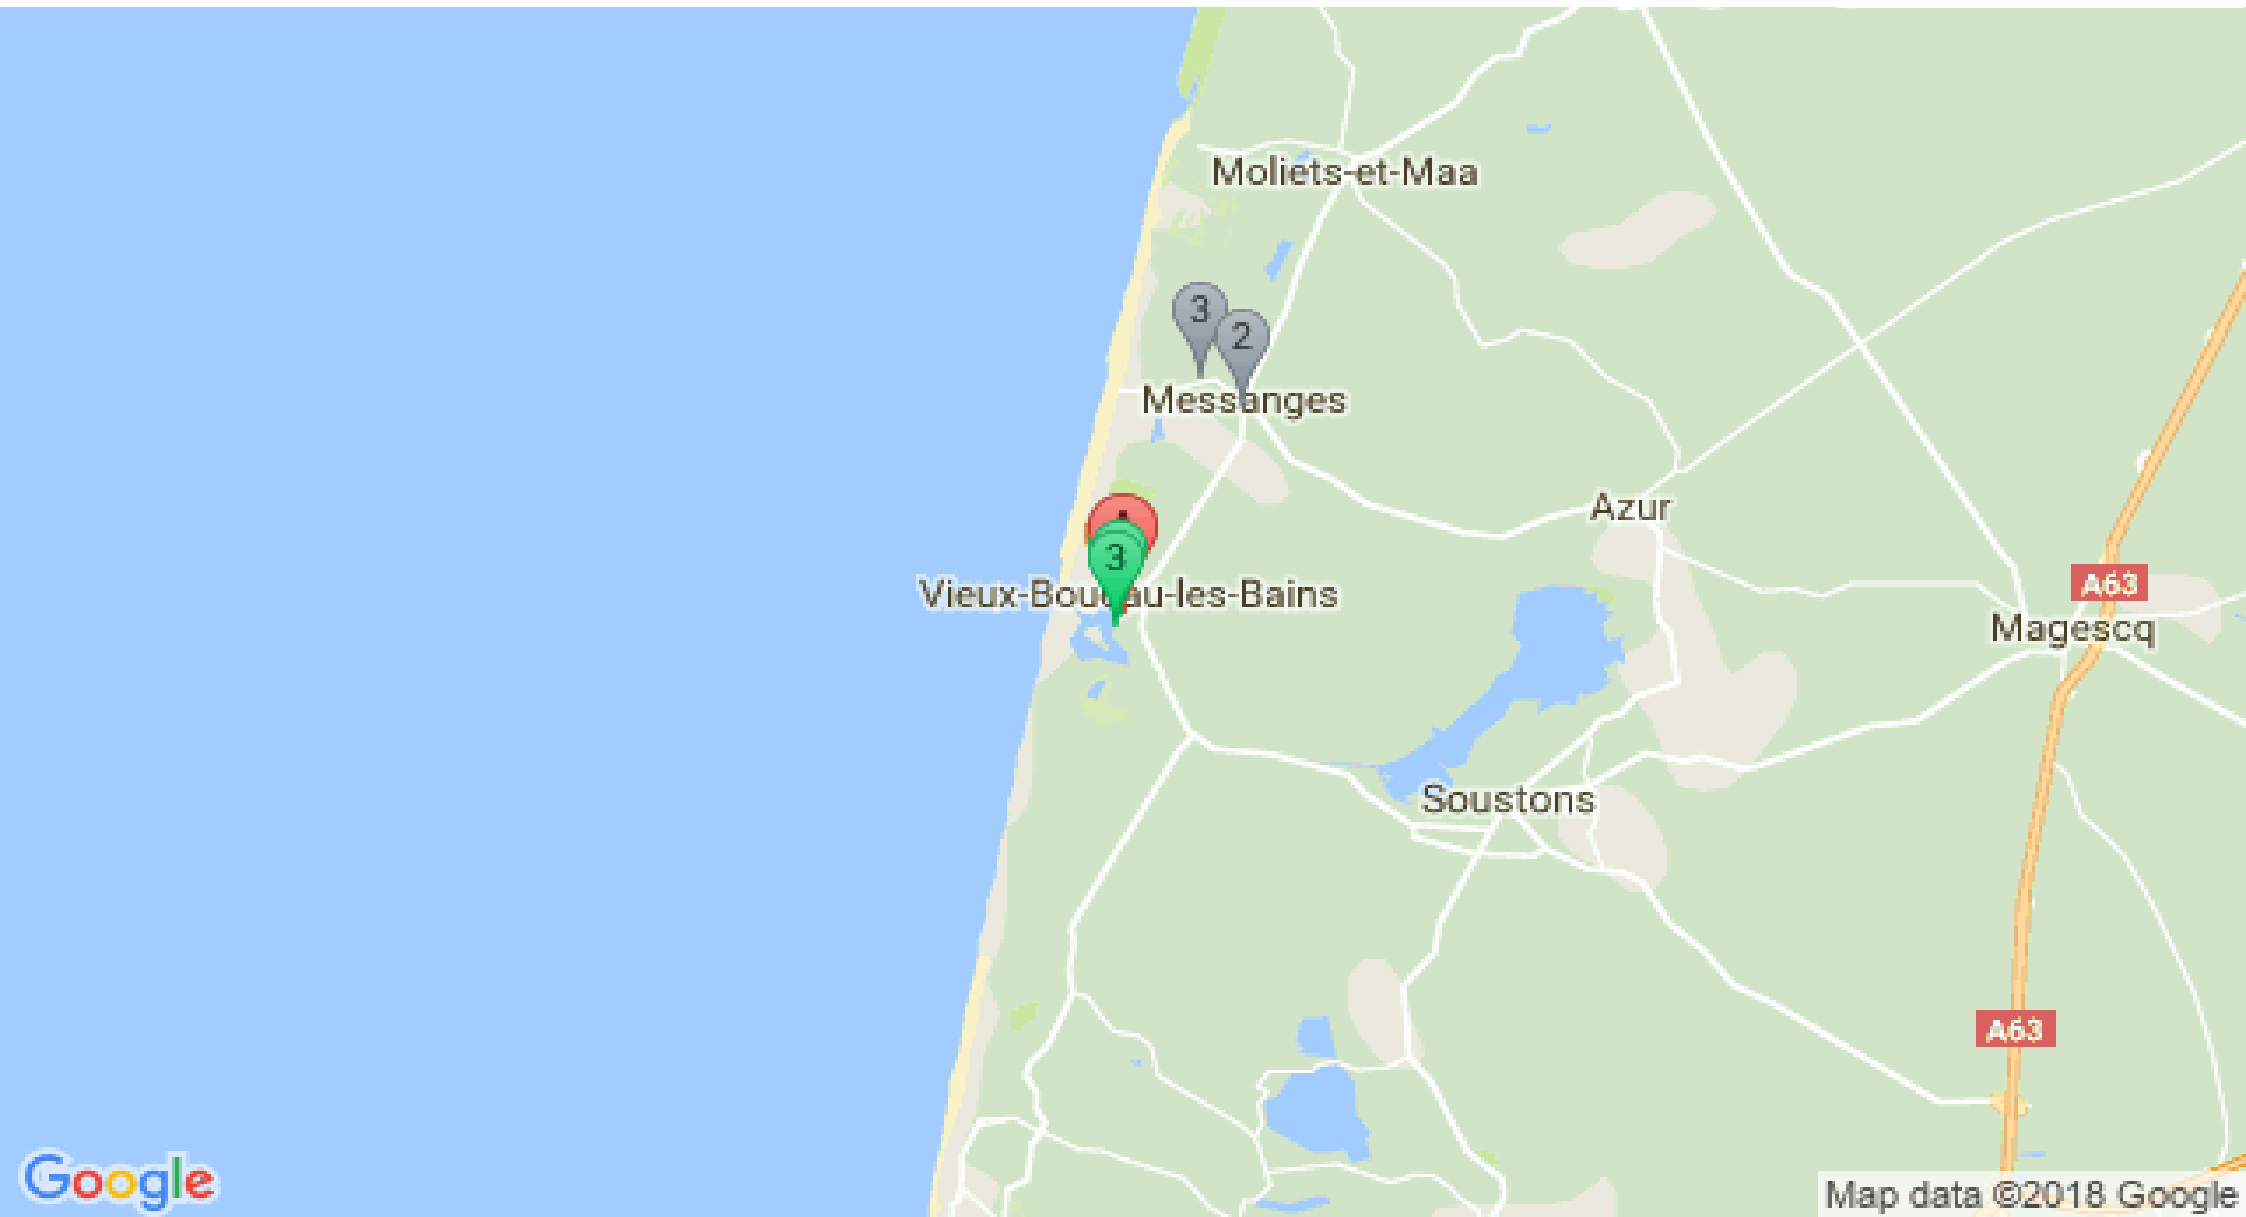 Moliets-et-Maa
3
2
Messanges
Azur
3
Vieux-Boucau-les-Bains
A63
Magescq
Soustons
A63
Google
Map data ©2018 Google